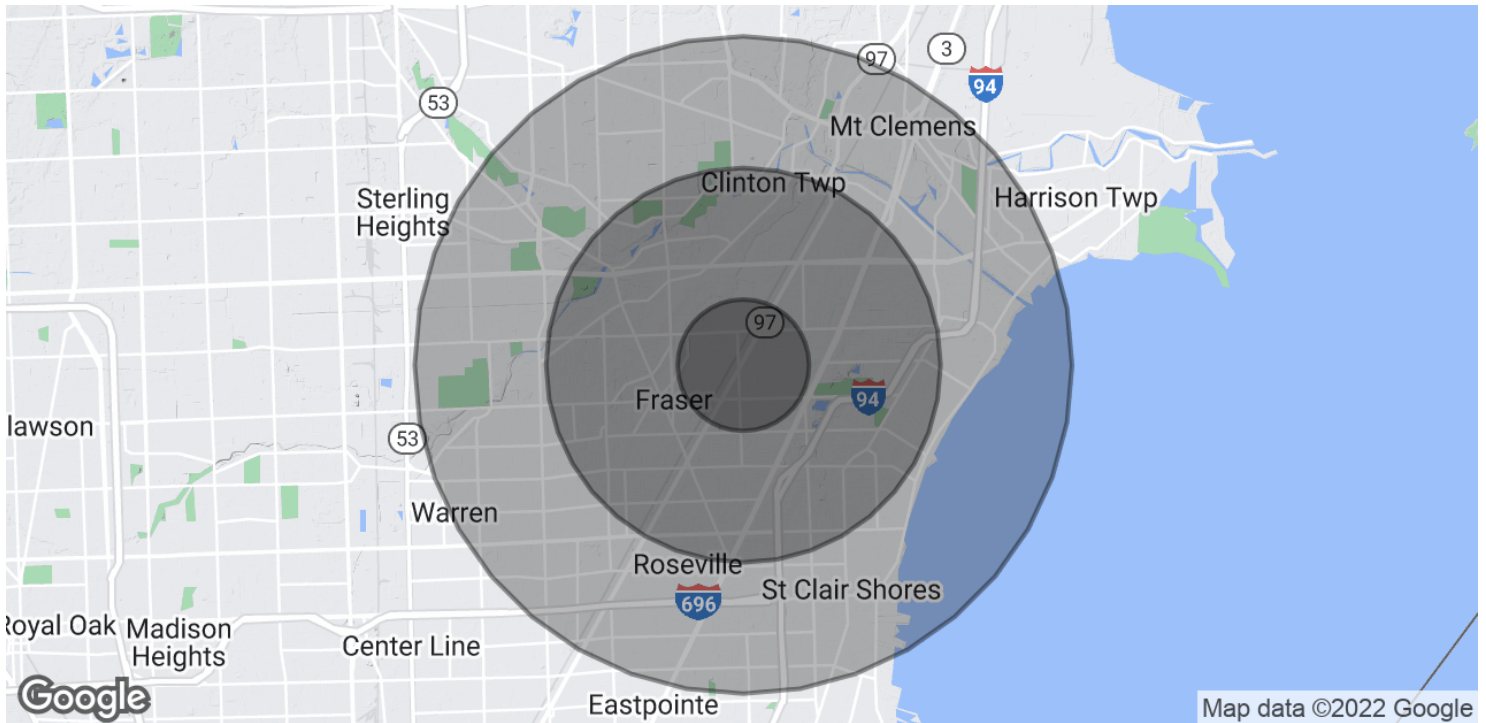 97
3
94
53
Mt Clemens
Clinton Twp
Sterling
Heights
Harrison Twp
97
Fraser
94
lawson
53
Warren
Roseville
St Clair Shores
696
Royal Oak
Madison
Heights
Center Line
Eastpointe
Google
Map data ©2022 Google